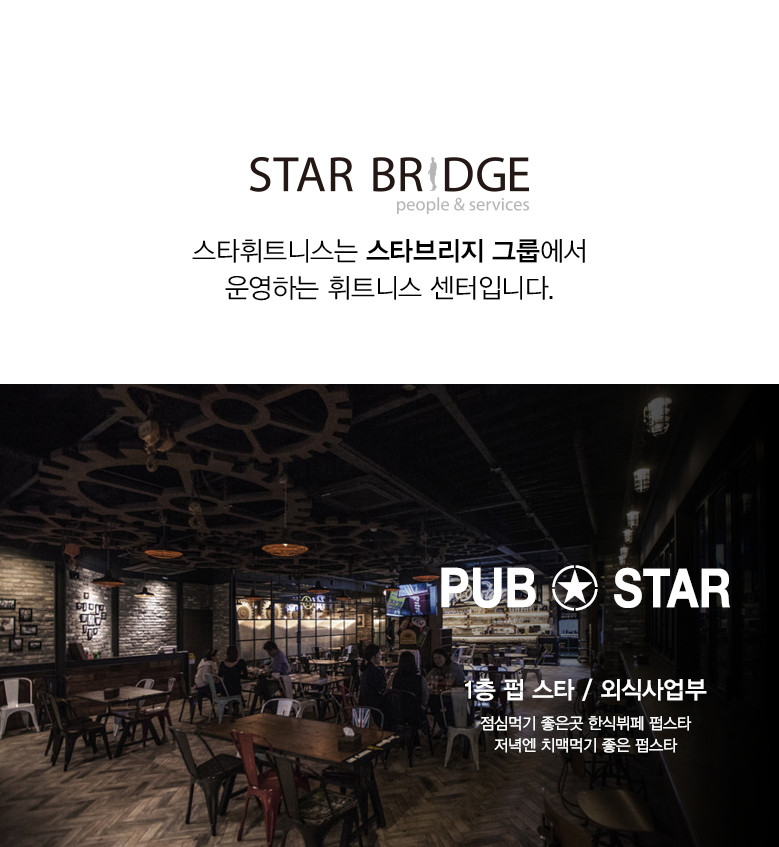 STAR BRIDGE
people & services
스타휘트니스는 스타브리지 그룹에서
운영하는 휘트니스 센터입니다.
PUB STAR
1층 펍 스타 / 외식사업부
점심먹기 좋은곳 한식뷔페 펍스타
저녁엔 치맥먹기 좋은 펍스타